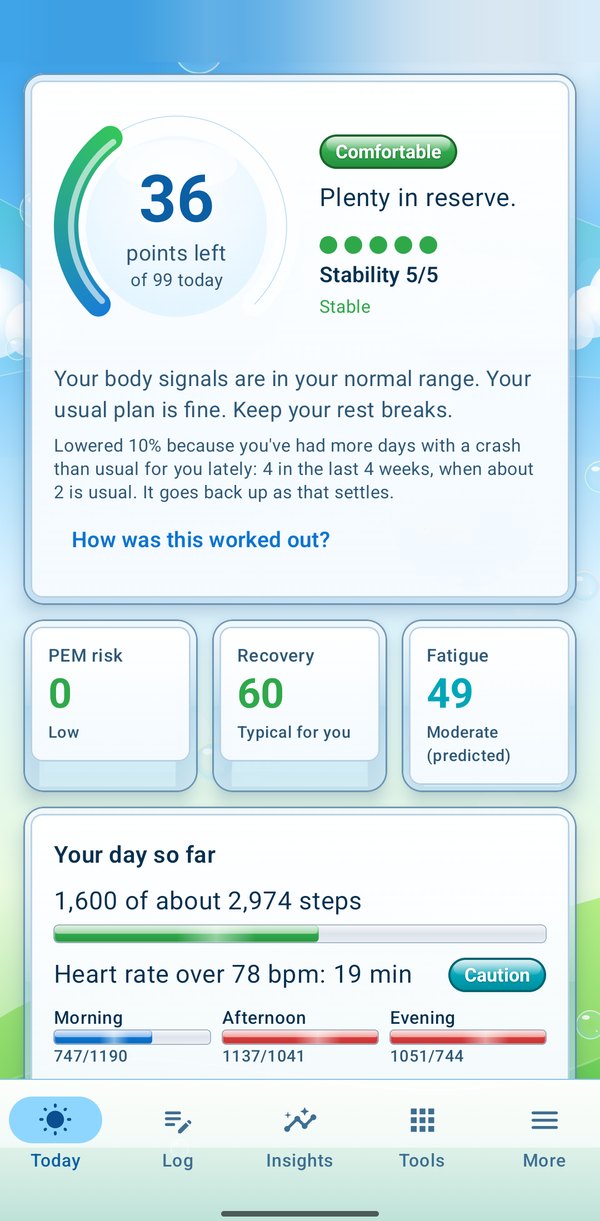 36
points left
of 99 today
Comfortable
Plenty in reserve.
Stability 5/5
Stable
Your body signals are in your normal range. Your
usual plan is fine. Keep your rest breaks.
Lowered 10% because you've had more days with a crash
than usual for you lately: 4 in the last 4 weeks, when about
2 is usual. It goes back up as that settles.
How was this worked out?
PEM risk
0
Low
Recovery
60
Typical for you
Fatigue
49
Moderate
(predicted)
Your day so far
1,600 of about 2,974 steps
Heart rate over 78 bpm: 19 min
Caution
Morning
747/1190
Afternoon
1137/1041
Evening
1051/744
Today
Log
Insights
Tools
More